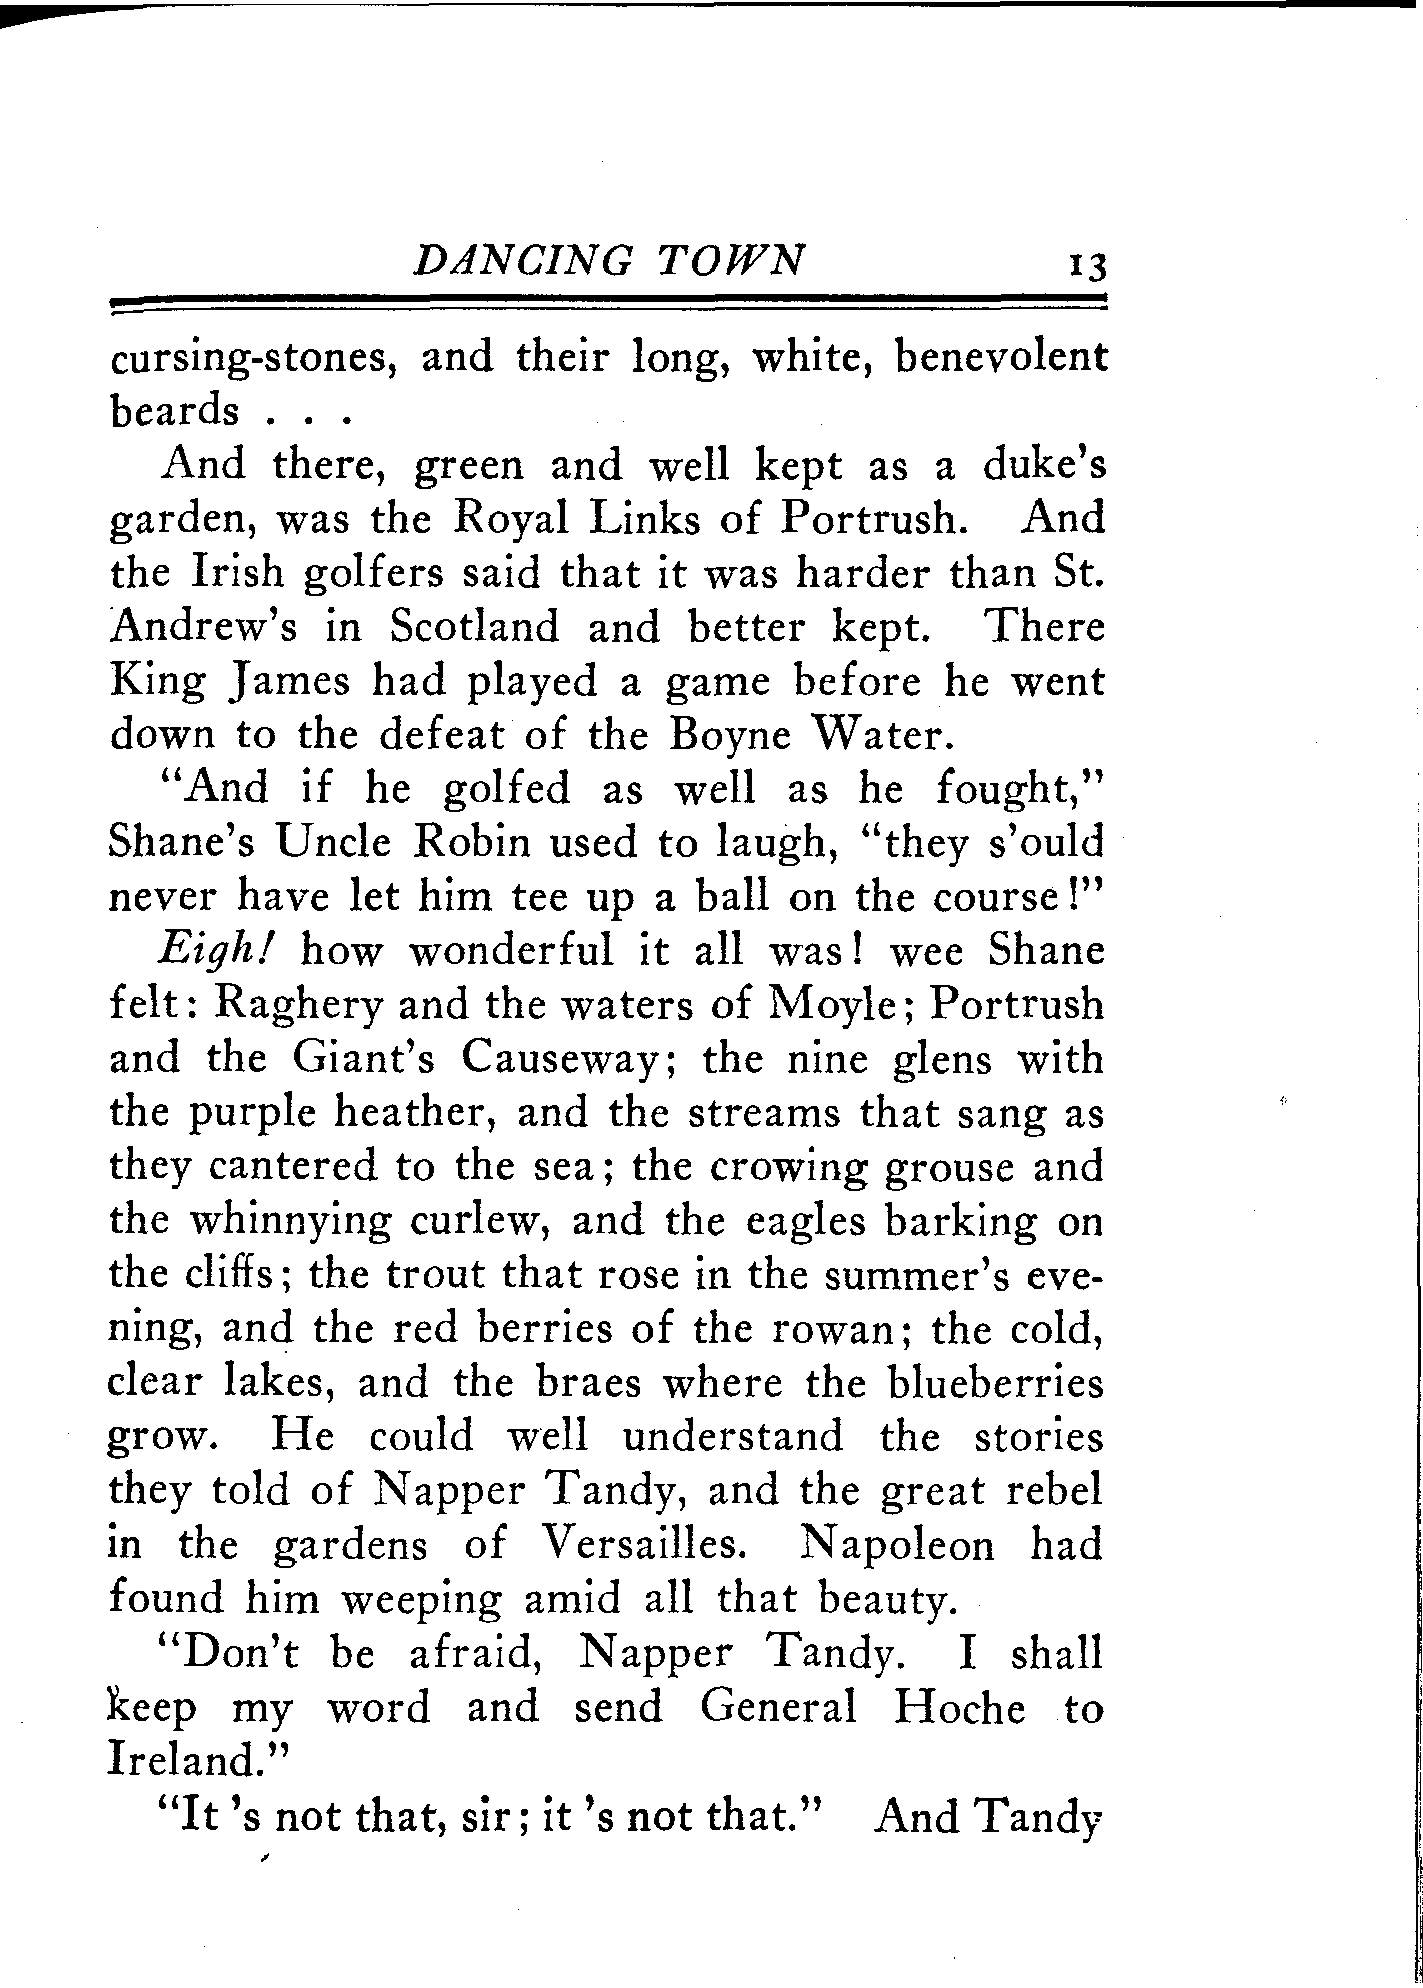 DANCING TOWN 13
cursing-stones, and their long, white, benevolent
beards . . .
And there, green and well kept as a duke's
garden, was the Royal Links of Portrush. And
the Irish golfers said that it was harder than St.
Andrew's in Scotland and better kept. There
King James had played a game before he went
down to the defeat of the Boyne Water.
"And if he golfed as well as he fought,"
Shane's Uncle Robin used to laugh, "they s'ould
never have let him tee up a ball on the course!"
Eigh! how wonderful it all was! wee Shane
felt: Raghery and the waters of Moyle; Portrush
and the Giant's Causeway; the nine glens with
the purple heather, and the streams that sang as
they cantered to the sea; the crowing grouse and
the whinnying curlew, and the eagles barking on
the cliffs; the trout that rose in the summer's eve-
ning, and the red berries of the rowan; the cold,
clear lakes, and the braes where the blueberries
grow. He could well understand the stories
they told of Napper Tandy, and the great rebel
in the gardens of Versailles. Napoleon had
found him weeping amid all that beauty.
"Don't be afraid, Napper Tandy. I shall
keep my word and send General Hoche to
Ireland."
"It 's not that, sir; it 's not that." And Tandy